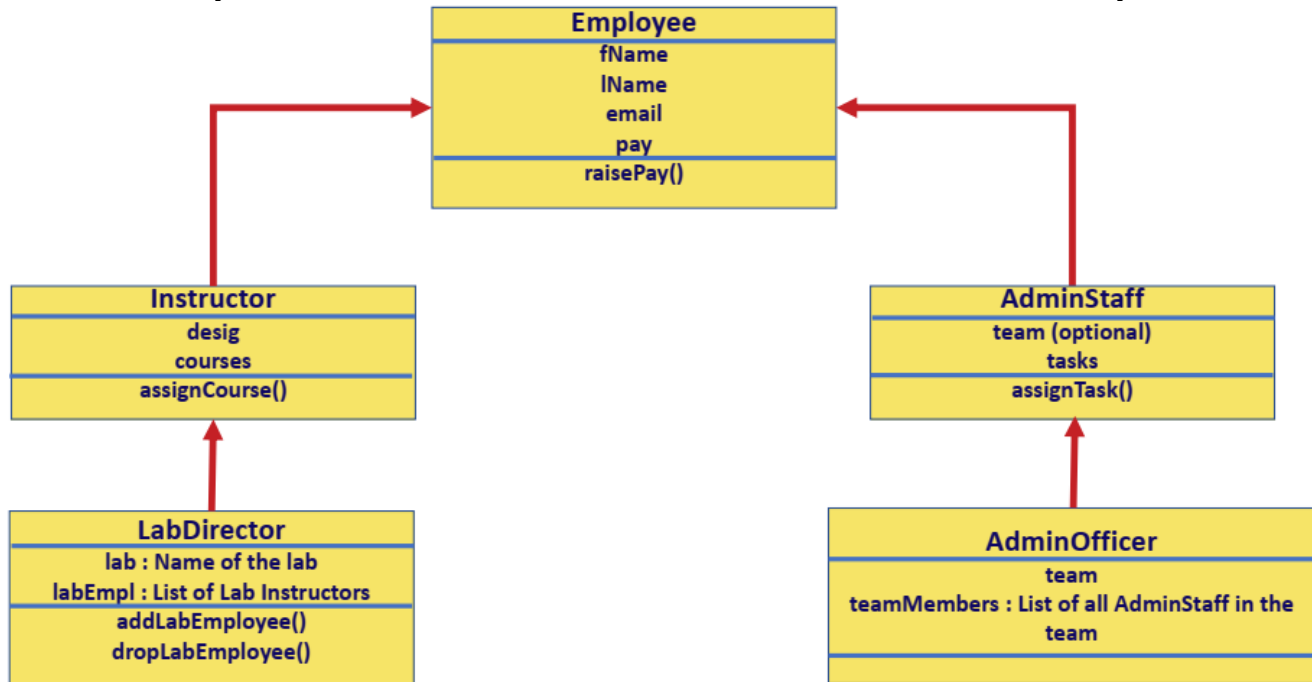 Employee
fName
lName
email
pay
raisePay()
Instructor
desig
courses
assignCourse()
AdminStaff
team (optional)
tasks
assignTask()
LabDirector
lab : Name of the lab
labEmpl : List of Lab Instructors
addLabEmployee()
dropLabEmployee()
AdminOfficer
team
teamMembers : List of all AdminStaff in the
team